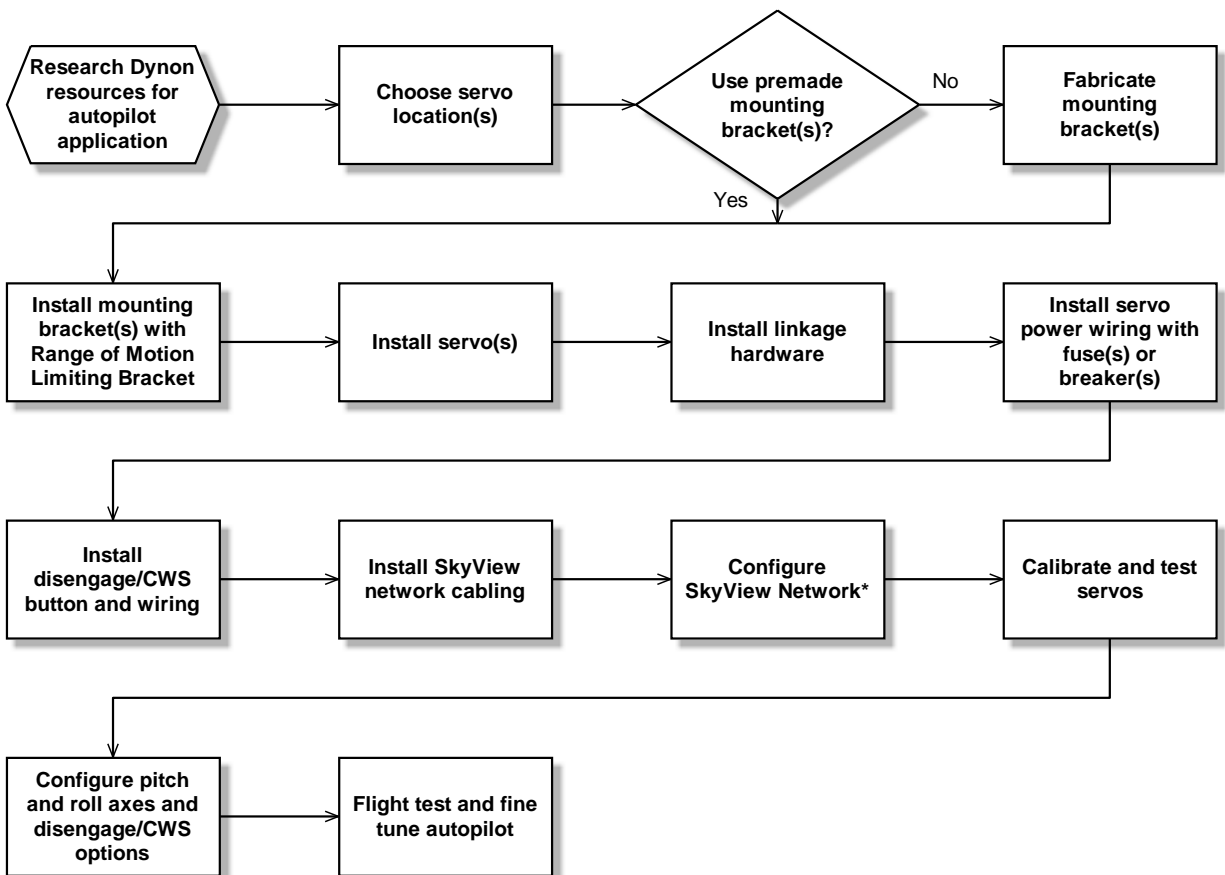 Research Dynon
resources for
autopilot
application
Choose servo
location(s)
Use premade
mounting
bracket(s)?
No
Fabricate
mounting
bracket(s)
Yes
Install mounting
bracket(s) with
Range of Motion
Limiting Bracket
Install servo(s)
Install linkage
hardware
Install servo
power wiring with
fuse(s) or
breaker(s)
Install
disengage/CWS
button and wiring
Install SkyView
network cabling
Configure
SkyView Network*
Calibrate and test
servos
Configure pitch
and roll axes and
disengage/CWS
options
Flight test and fine
tune autopilot